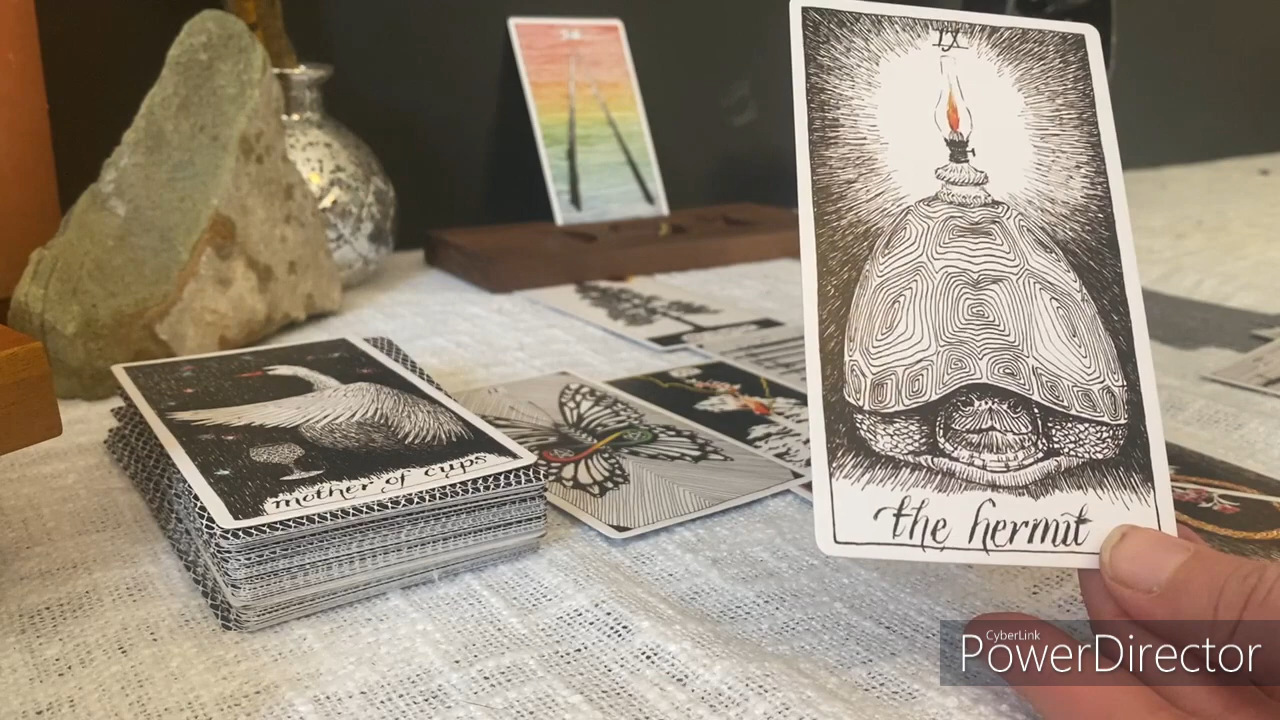 IX
the hermit
mother of cups
CyberLink
PowerDirector